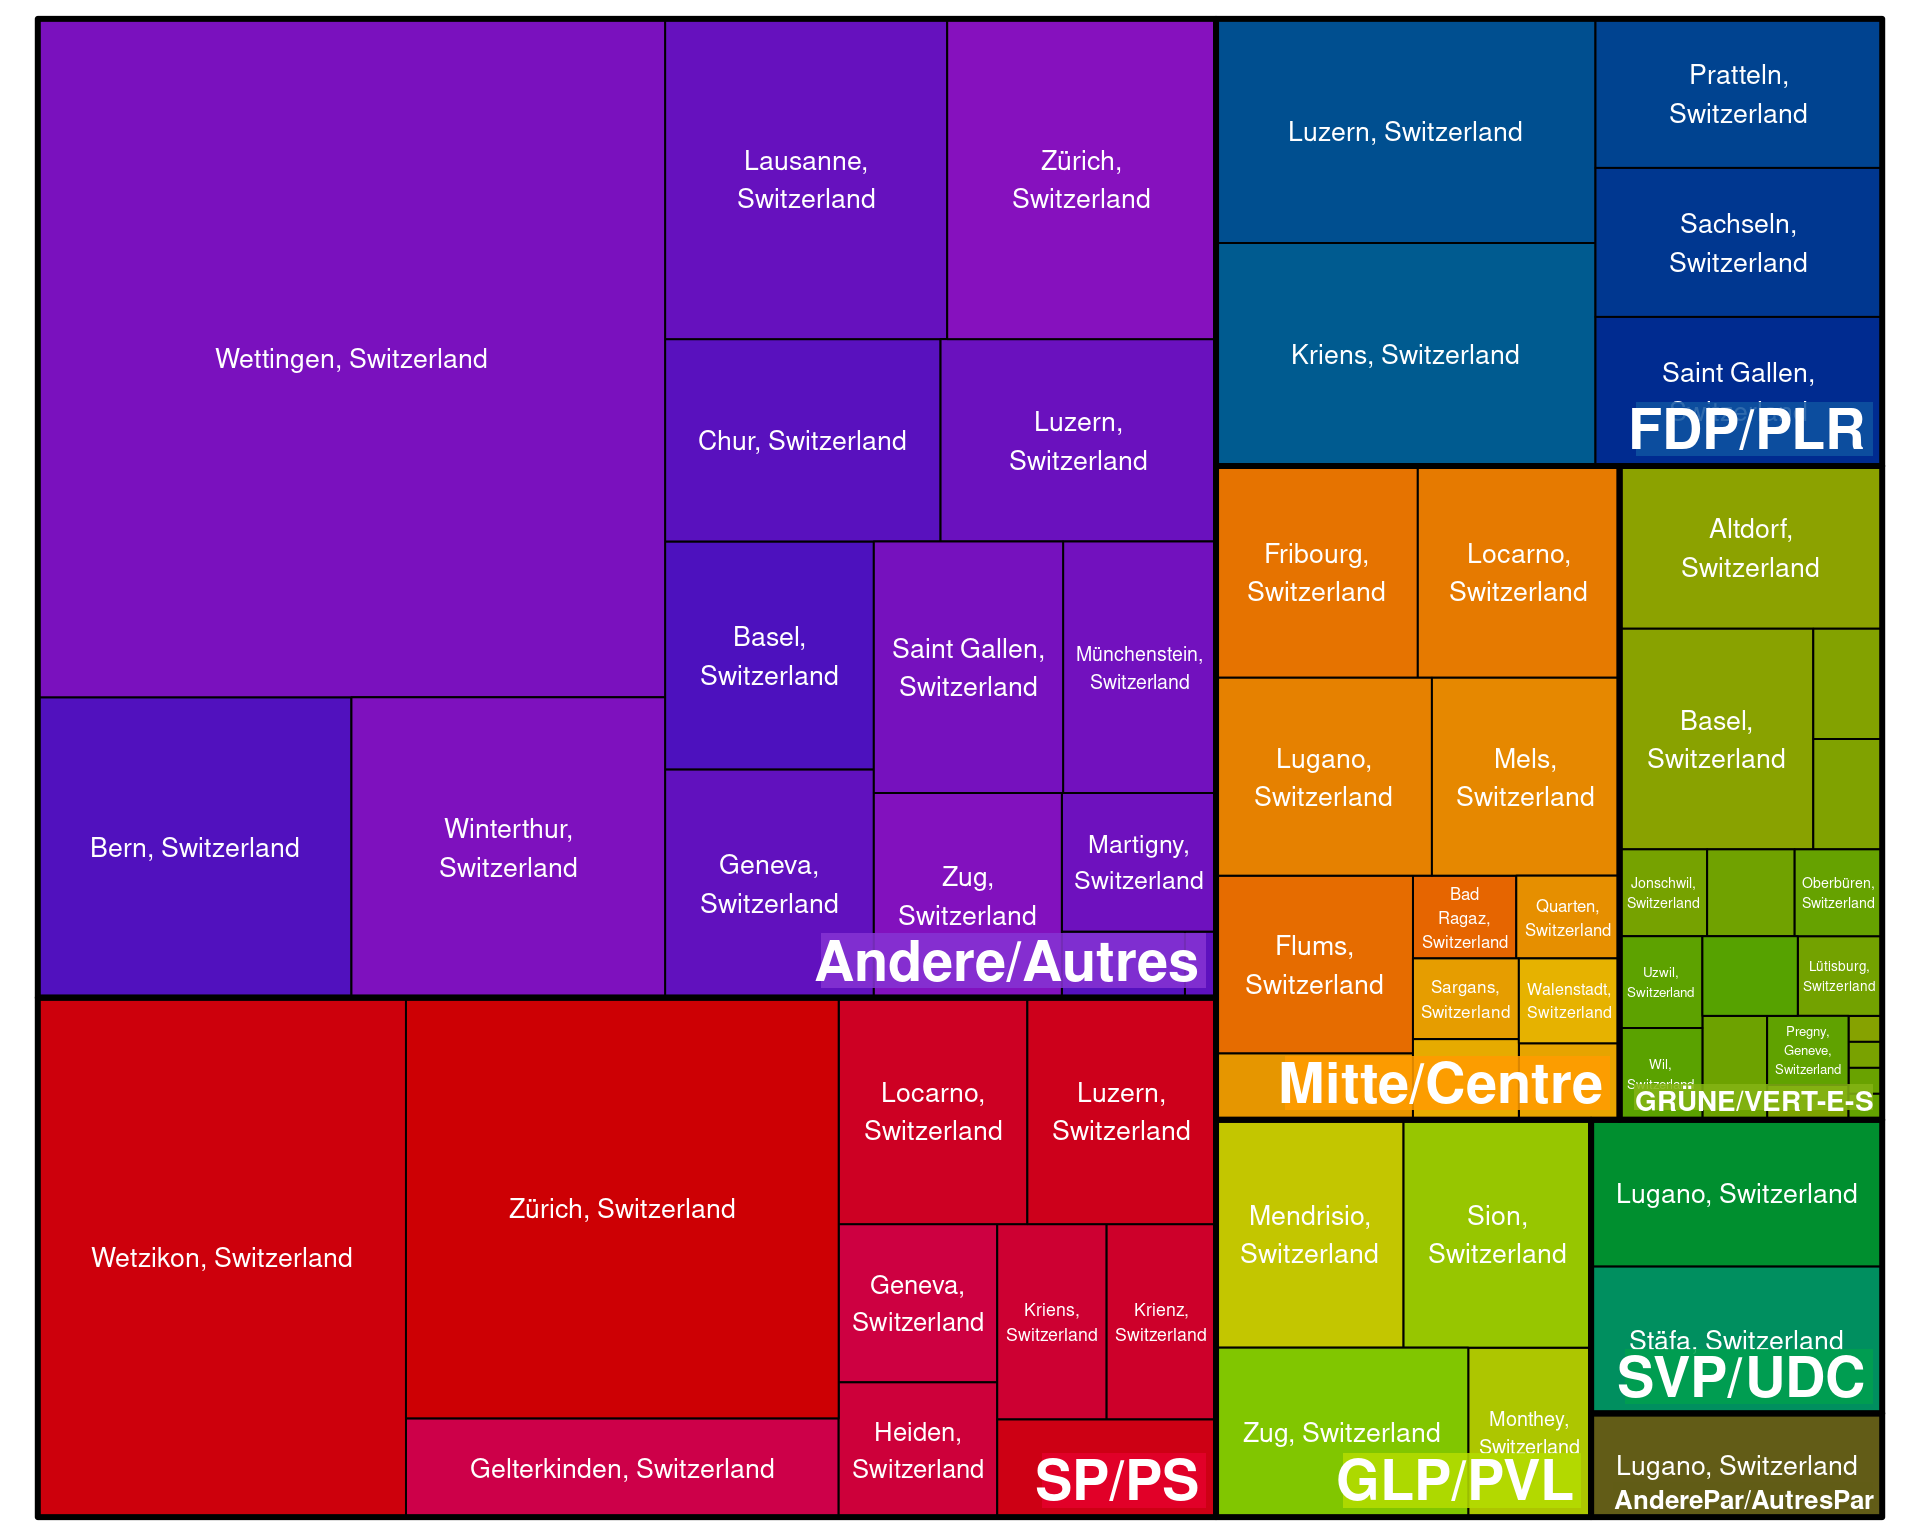 Wettingen, Switzerland
Lausanne,
Switzerland
Zürich,
Switzerland
Chur, Switzerland
Luzern,
Switzerland
Basel,
Switzerland
Saint Gallen,
Switzerland
Münchenstein,
Switzerland
Bern, Switzerland
Winterthur,
Switzerland
Geneva,
Switzerland
Zug,
Switzerland
Martigny,
Switzerland
Andere/Autres
Luzern, Switzerland
Pratteln,
Switzerland
Sachseln,
Switzerland
Kriens, Switzerland
Saint Gallen,
Switzerland
FDP/PLR
Fribourg,
Switzerland
Locarno,
Switzerland
Lugano,
Switzerland
Mels,
Switzerland
Flums,
Switzerland
Bad
Ragaz,
Switzerland
Quarten,
Switzerland
Sargans,
Switzerland
Walenstadt,
Switzerland
Mitte/Centre
Altdorf,
Switzerland
Basel,
Switzerland
Jonschwil,
Switzerland
Oberbüren,
Switzerland
Uzwil,
Switzerland
Lütisburg,
Switzerland
Pregny,
Geneve,
Switzerland
Wil,
Switzerland
GRÜNE/VERT-E-S
Wetzikon, Switzerland
Zürich, Switzerland
Gelterkinden, Switzerland
Locarno,
Switzerland
Luzern,
Switzerland
Geneva,
Switzerland
Kriens,
Switzerland
Krienz,
Switzerland
Heiden,
Switzerland
SP/PS
Mendrisio,
Switzerland
Sion,
Switzerland
Zug, Switzerland
Monthey,
Switzerland
GLP/PVL
Lugano, Switzerland
Stäfa, Switzerland
SVP/UDC
Lugano, Switzerland
AnderePar/AutresPar